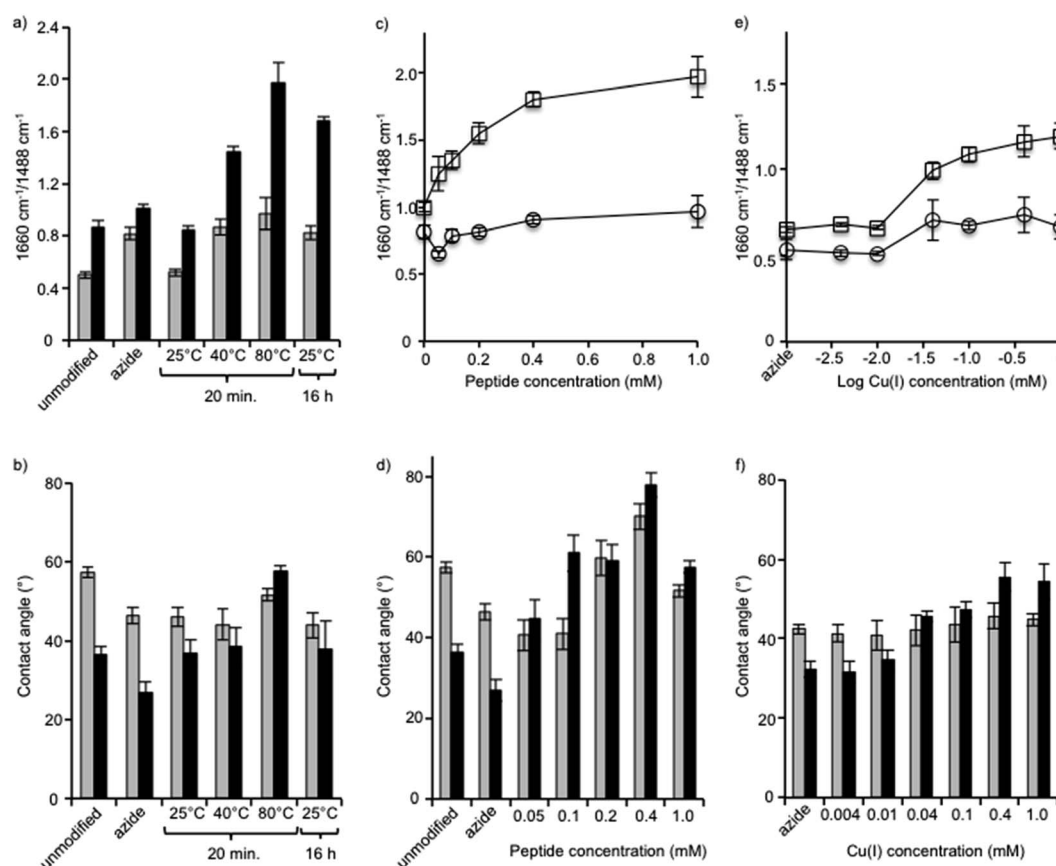 a)
1660 cm⁻¹/1488 cm⁻¹
2.4
2.0
1.6
1.2
0.8
0.4
0
unmodified
azide
25°C 40°C 80°C 25°C
20 min. 16 h
c)
1660 cm⁻¹/1488 cm⁻¹
2.0
1.5
1.0
0.5
0
0 0.2 0.4 0.6 0.8 1.0
Peptide concentration (mM)
e)
1660 cm⁻¹/1488 cm⁻¹
1.5
1.0
0.5
0
azide -2.5 -2.0 -1.5 -1.0 -0.5 0
Log Cu(I) concentration (mM)
b)
Contact angle (°)
80
60
40
20
0
unmodified
azide
25°C 40°C 80°C 25°C
20 min. 16 h
d)
Contact angle (°)
80
60
40
20
0
unmodified
azide
0.05 0.1 0.2 0.4 1.0
Peptide concentration (mM)
f)
Contact angle (°)
80
60
40
20
0
azide
0.004 0.01 0.04 0.1 0.4 1.0
Cu(I) concentration (mM)